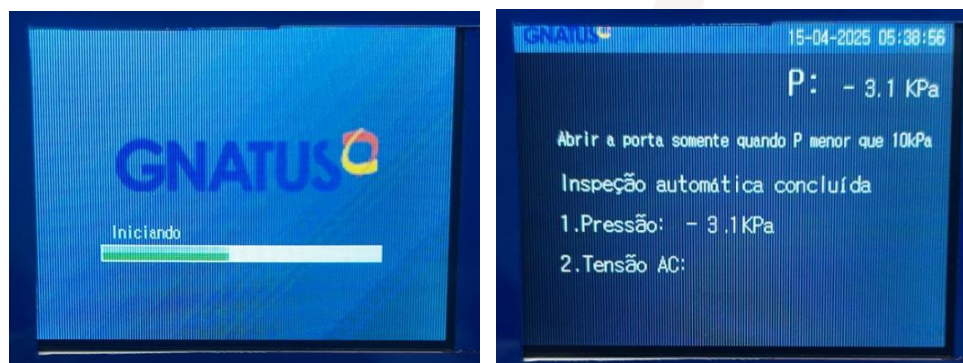 GNATUS
Iniciando
GNATUS 15-04-2025 05:38:56
P: - 3.1 KPa
Abrir a porta somente quando P menor que 10kPa
Inspeção automática concluída
1.Pressão: - 3.1KPa
2.Tensão AC: